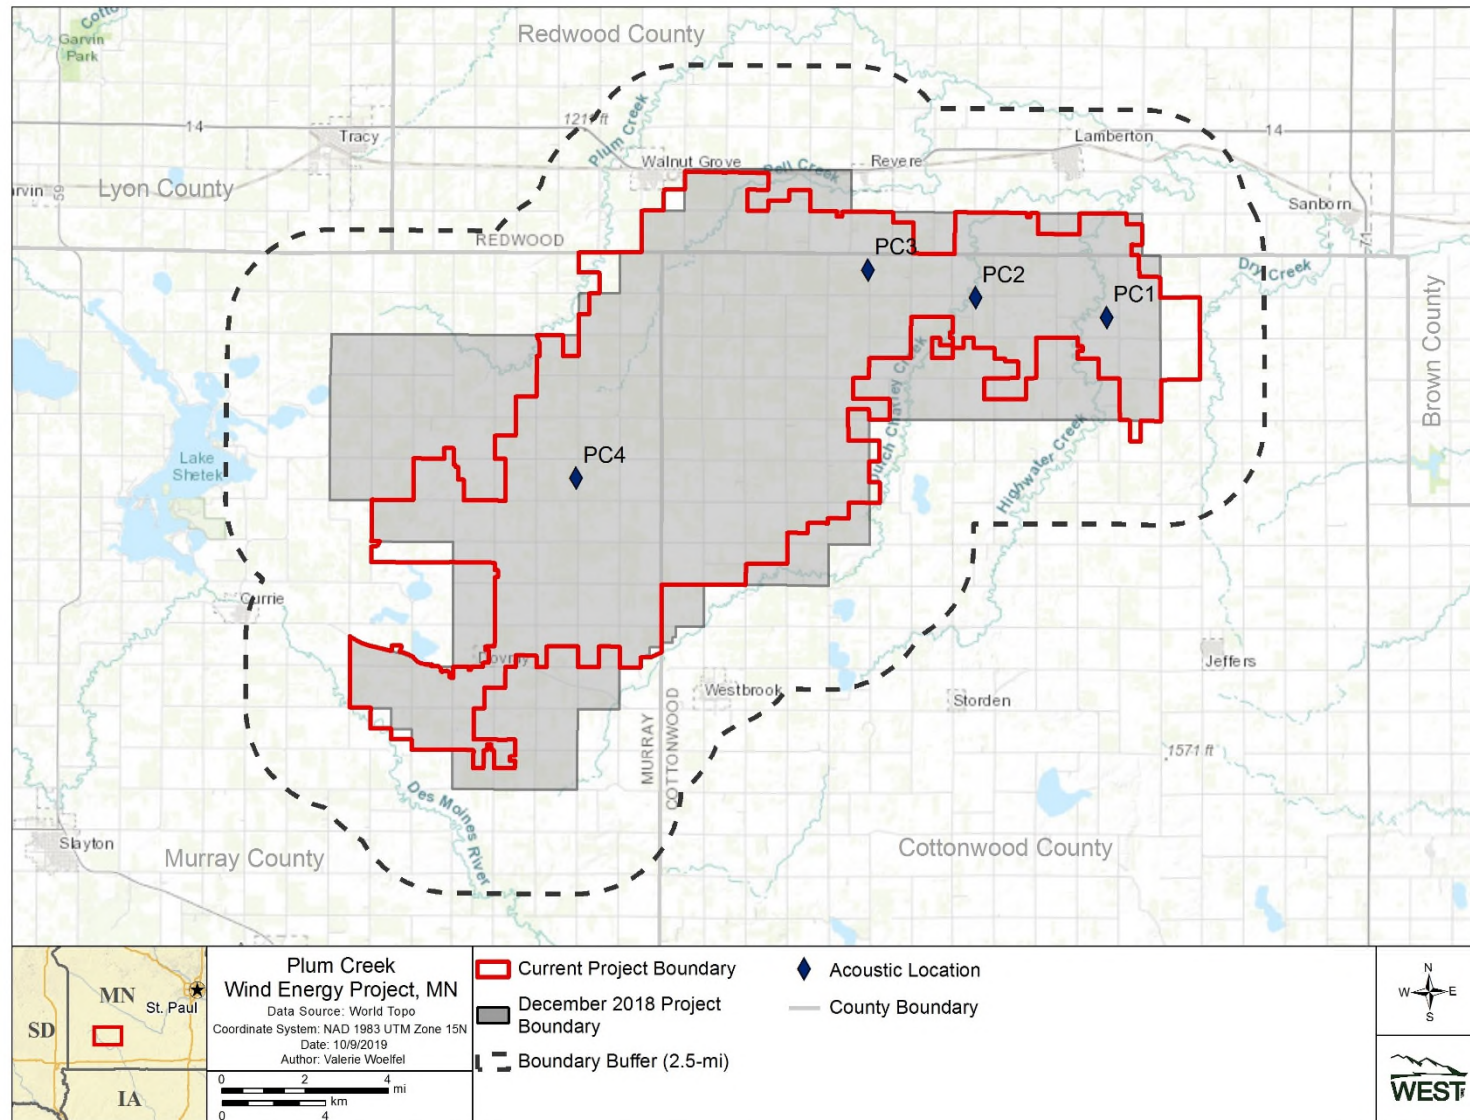 Redwood County
Garvin
Park
1217 ft
14
Tracy
Plum Creek
Walnut Grove
Revere
Lamberton
14
Lyon County
59
Sanborn
71
REDWOOD
PC3
PC2
PC1
Dry Creek
Brown County
Dutch Charley Creek
Highwater Creek
Lake
Shetek
PC4
Currie
Dovray
Westbrook
Storden
Jeffers
MURRAY
COTTONWOOD
1571 ft
Des Moines River
Slayton
Murray County
Cottonwood County
MN
St. Paul
SD
IA
Plum Creek
Wind Energy Project, MN
Data Source: World Topo
Coordinate System: NAD 1983 UTM Zone 15N
Date: 10/9/2019
Author: Valerie Woelfel
0 2 4
mi
km
0 4
Current Project Boundary
December 2018 Project
Boundary
Boundary Buffer (2.5-mi)
Acoustic Location
County Boundary
N
W E
S
WEST